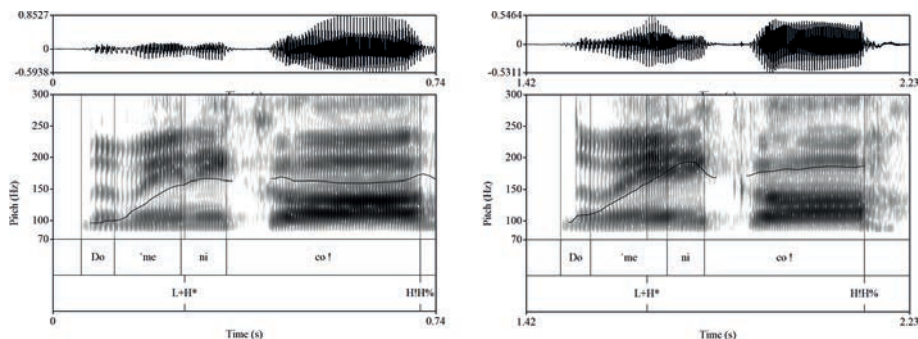 0.8527
0
-0.5938
0 0.74
300
250
200
150
100
70
Pitch (Hz)
Do ˈme ni co !
L+H* H!H%
0 0.74
Time (s)
0.5464
0
-0.5311
1.42 2.23
300
250
200
150
100
70
Pitch (Hz)
Do ˈme ni co !
L+H* H!H%
1.42 2.23
Time (s)